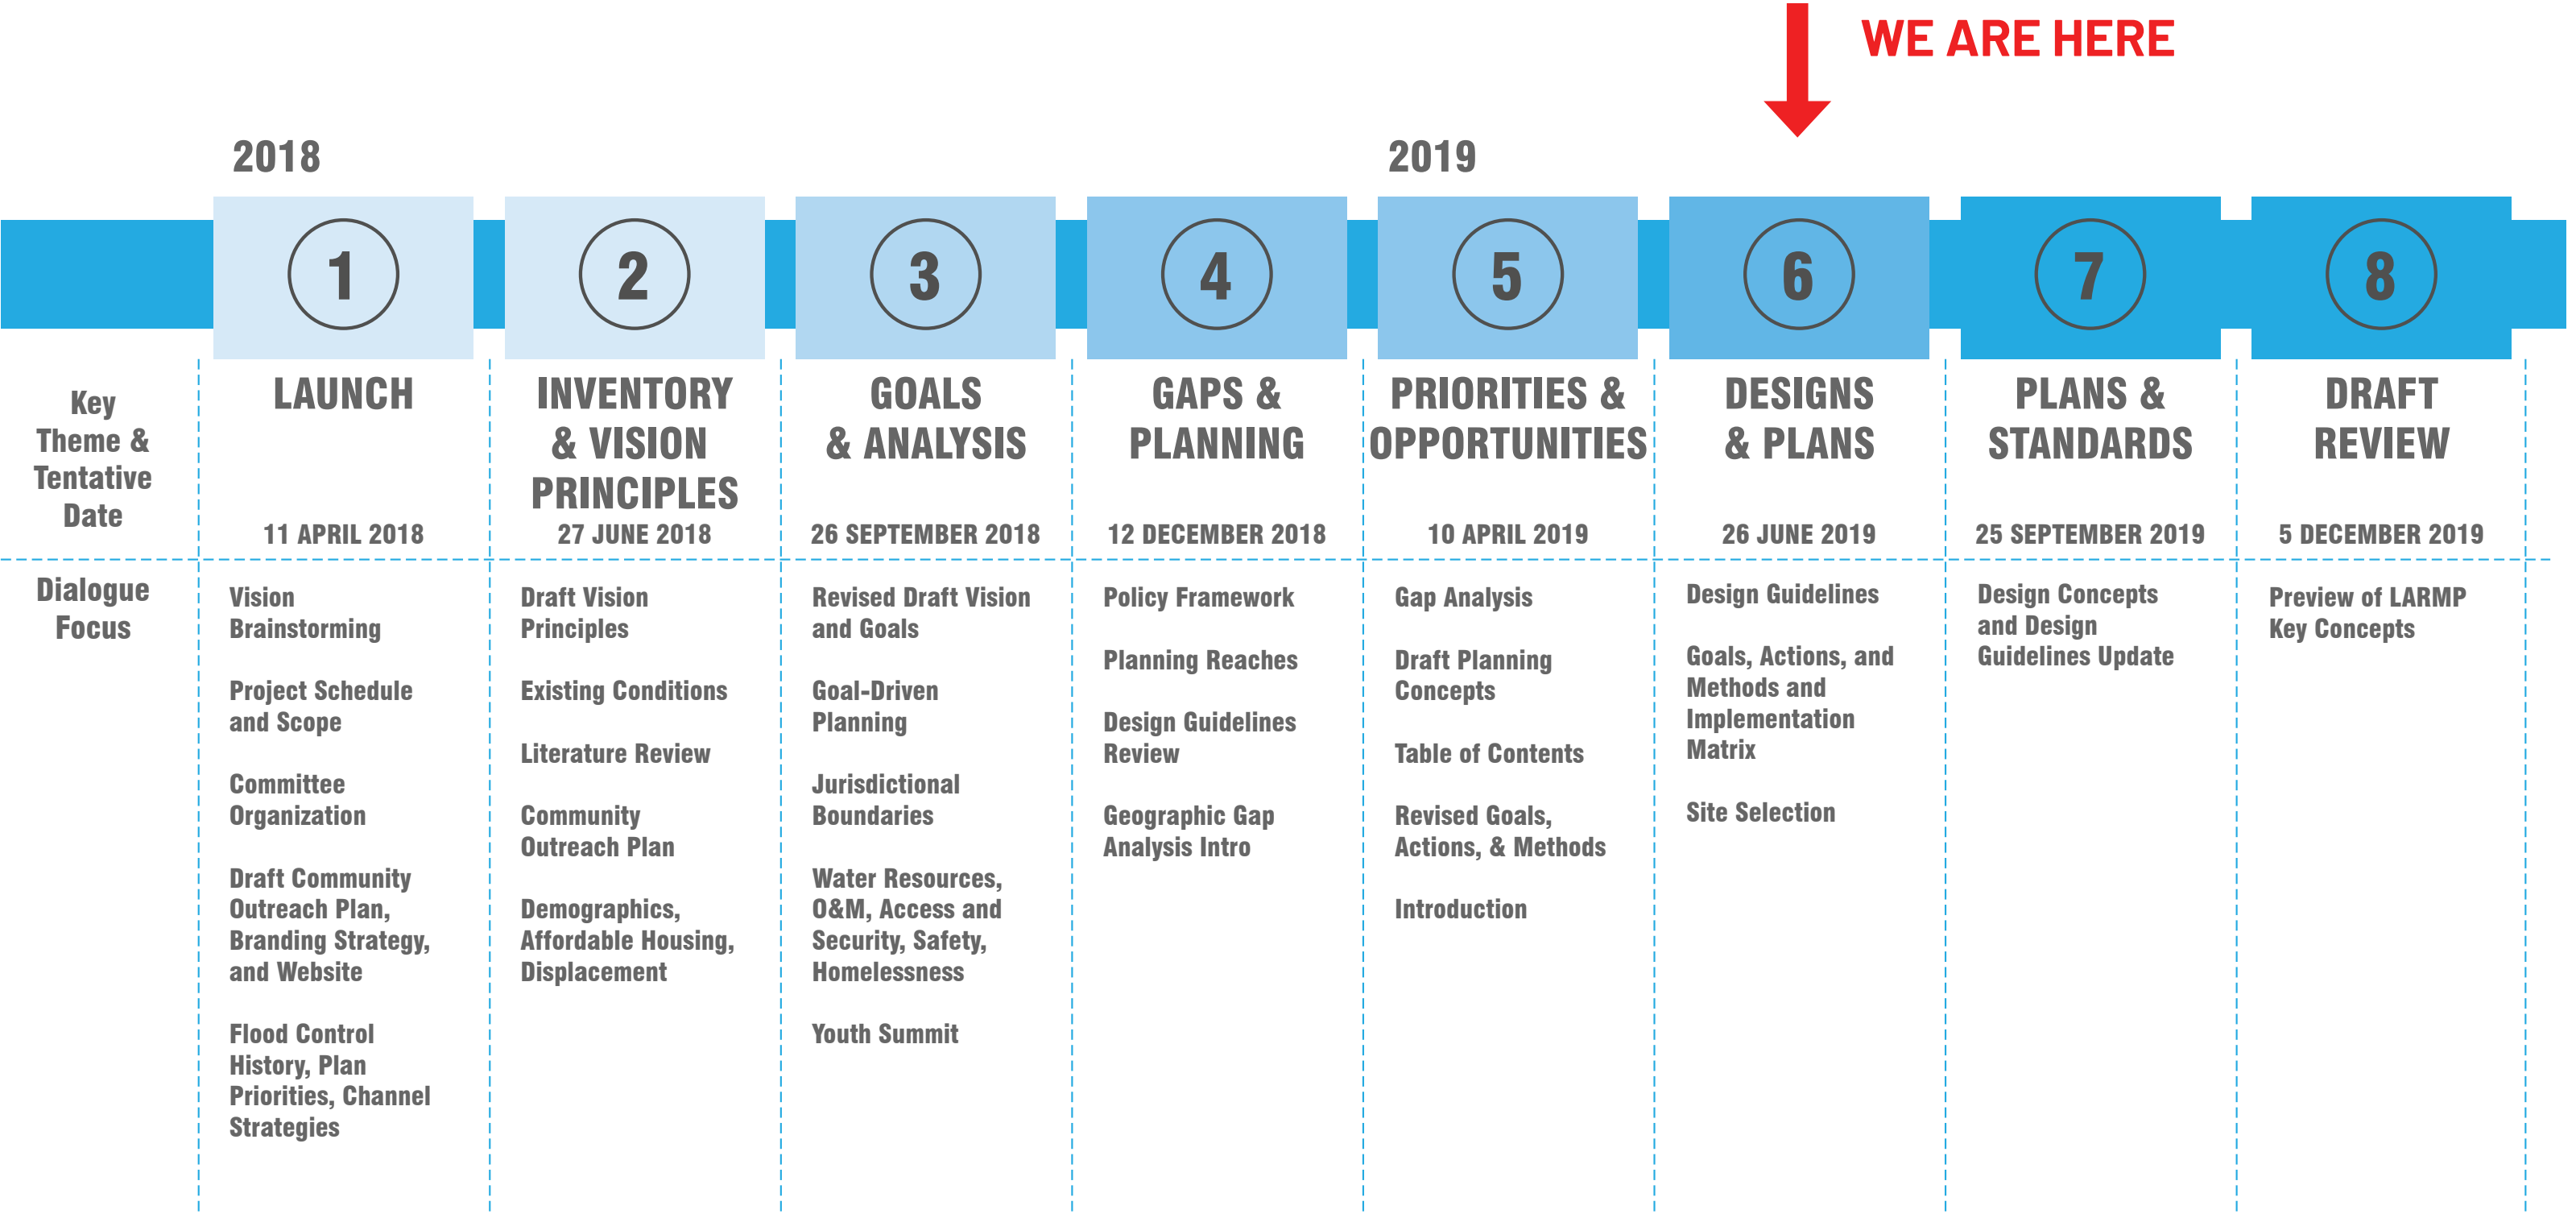 WE ARE HERE
2018
2019
1
2
3
4
5
6
7
8
Key
Theme &
Tentative
Date
LAUNCH
11 APRIL 2018
INVENTORY
& VISION
PRINCIPLES
27 JUNE 2018
GOALS
& ANALYSIS
26 SEPTEMBER 2018
GAPS &
PLANNING
12 DECEMBER 2018
PRIORITIES &
OPPORTUNITIES
10 APRIL 2019
DESIGNS
& PLANS
26 JUNE 2019
PLANS &
STANDARDS
25 SEPTEMBER 2019
DRAFT
REVIEW
5 DECEMBER 2019
Dialogue
Focus
Vision
Brainstorming
Project Schedule
and Scope
Committee
Organization
Draft Community
Outreach Plan,
Branding Strategy,
and Website
Flood Control
History, Plan
Priorities, Channel
Strategies
Draft Vision
Principles
Existing Conditions
Literature Review
Community
Outreach Plan
Demographics,
Affordable Housing,
Displacement
Revised Draft Vision
and Goals
Goal-Driven
Planning
Jurisdictional
Boundaries
Water Resources,
O&M, Access and
Security, Safety,
Homelessness
Youth Summit
Policy Framework
Planning Reaches
Design Guidelines
Review
Geographic Gap
Analysis Intro
Gap Analysis
Draft Planning
Concepts
Table of Contents
Revised Goals,
Actions, & Methods
Introduction
Design Guidelines
Goals, Actions, and
Methods and
Implementation
Matrix
Site Selection
Design Concepts
and Design
Guidelines Update
Preview of LARMP
Key Concepts